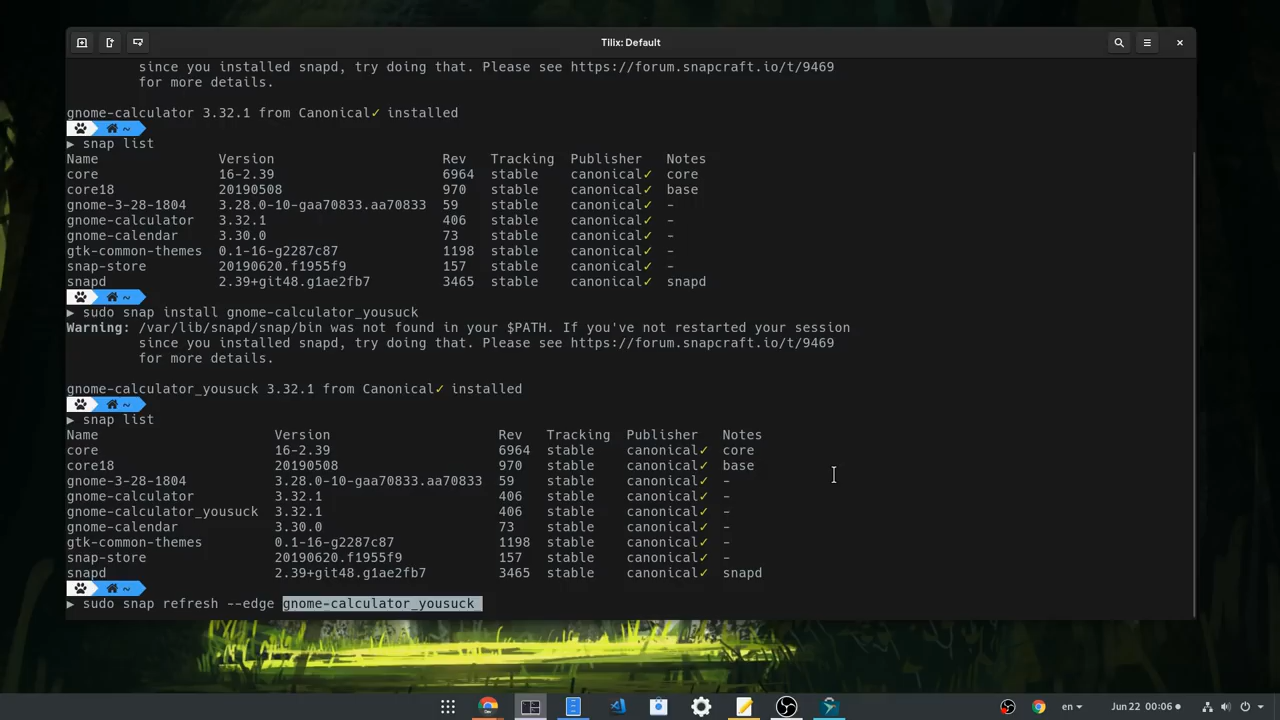 Tilix: Default
since you installed snapd, try doing that. Please see https://forum.snapcraft.io/t/9469
for more details.
gnome-calculator 3.32.1 from Canonical✓ installed
~
▶ snap list
Name Version Rev Tracking Publisher Notes
core 16-2.39 6964 stable canonical✓ core
core18 20190508 970 stable canonical✓ base
gnome-3-28-1804 3.28.0-10-gaa70833.aa70833 59 stable canonical✓ -
gnome-calculator 3.32.1 406 stable canonical✓ -
gnome-calendar 3.30.0 73 stable canonical✓ -
gtk-common-themes 0.1-16-g2287c87 1198 stable canonical✓ -
snap-store 20190620.f1955f9 157 stable canonical✓ -
snapd 2.39+git48.g1ae2fb7 3465 stable canonical✓ snapd
~
▶ sudo snap install gnome-calculator_yousuck
Warning: /var/lib/snapd/snap/bin was not found in your $PATH. If you've not restarted your session
since you installed snapd, try doing that. Please see https://forum.snapcraft.io/t/9469
for more details.
gnome-calculator_yousuck 3.32.1 from Canonical✓ installed
~
▶ snap list
Name Version Rev Tracking Publisher Notes
core 16-2.39 6964 stable canonical✓ core
core18 20190508 970 stable canonical✓ base
gnome-3-28-1804 3.28.0-10-gaa70833.aa70833 59 stable canonical✓ -
gnome-calculator 3.32.1 406 stable canonical✓ -
gnome-calculator_yousuck 3.32.1 406 stable canonical✓ -
gnome-calendar 3.30.0 73 stable canonical✓ -
gtk-common-themes 0.1-16-g2287c87 1198 stable canonical✓ -
snap-store 20190620.f1955f9 157 stable canonical✓ -
snapd 2.39+git48.g1ae2fb7 3465 stable canonical✓ snapd
~
▶ sudo snap refresh --edge gnome-calculator_yousuck
en Jun 22 00:06